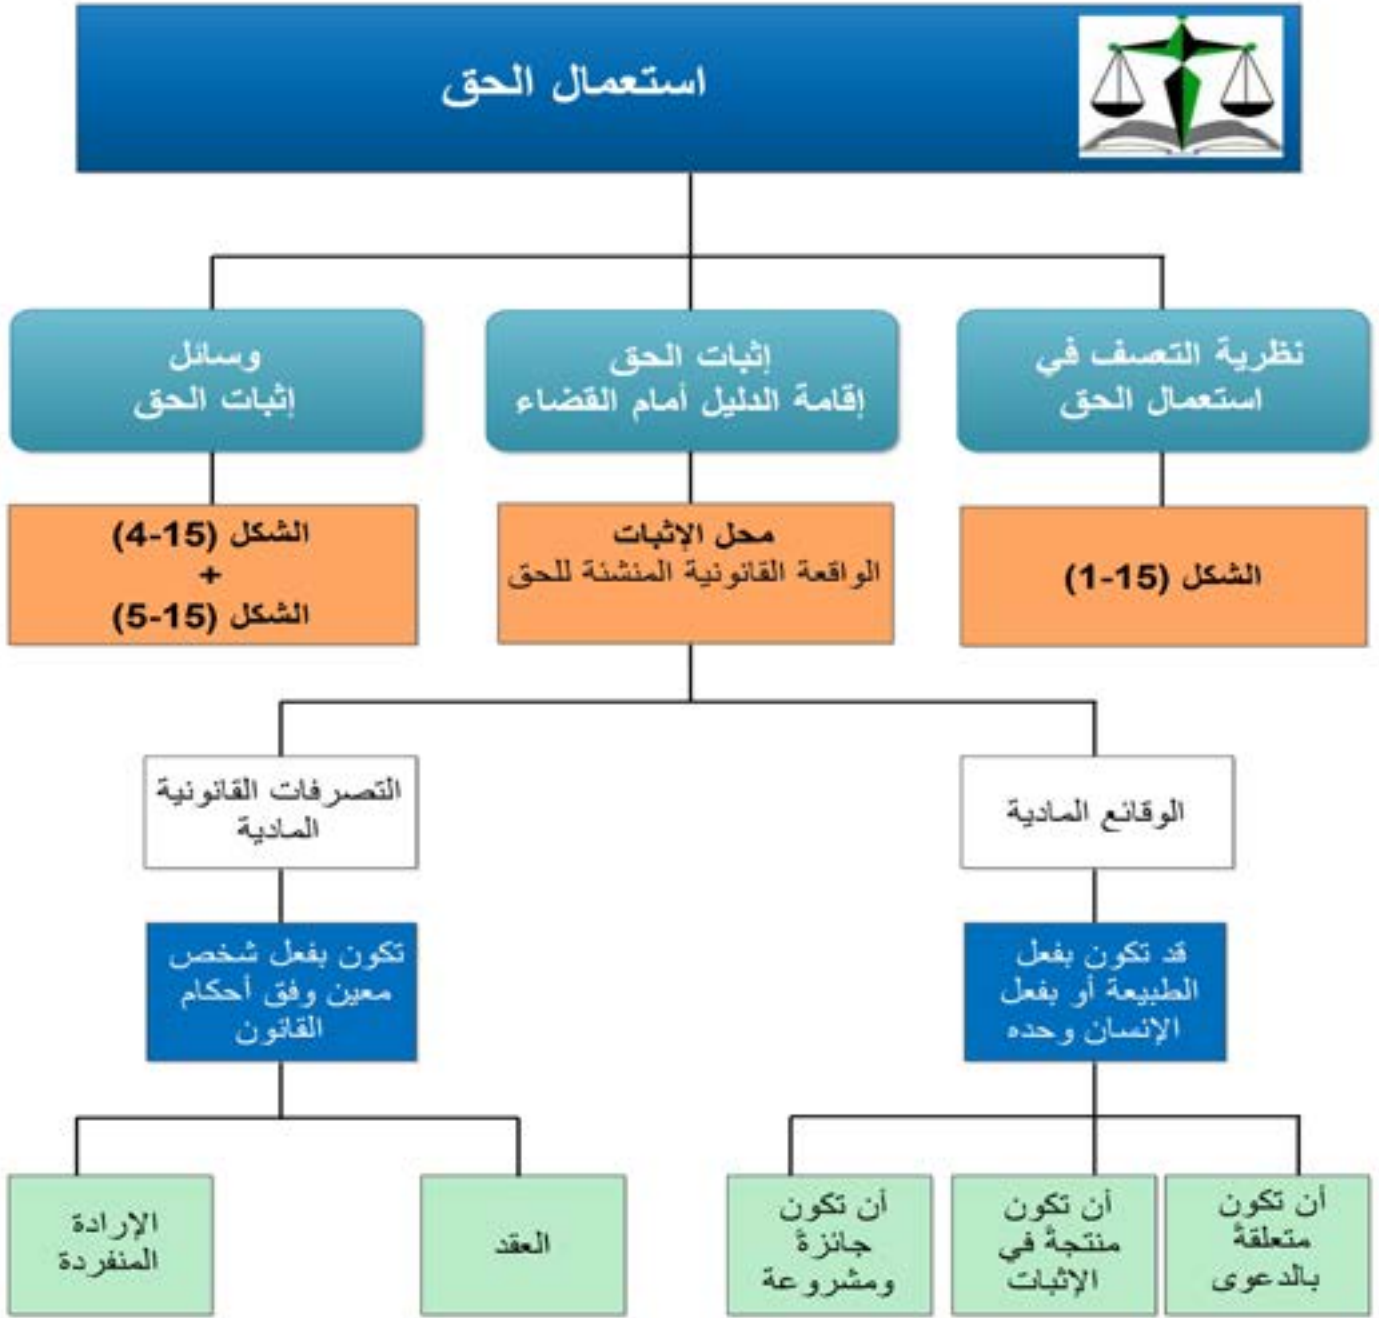 استعمال الحق
نظرية التعسف في
استعمال الحق
إثبات الحق
إقامة الدليل أمام القضاء
وسائل
إثبات الحق
الشكل (15-1)
محل الإثبات
الواقعة القانونية المنشئة للحق
الشكل (15-4)
+
الشكل (15-5)
الوقائع المادية
التصرفات القانونية
المادية
قد تكون بفعل
الطبيعة أو بفعل
الإنسان وحده
تكون بفعل شخص
معين وفق أحكام
القانون
أن تكون
متعلقةً
بالدعوى
أن تكون
منتجةً في
الإثبات
أن تكون
جائزةً
ومشروعة
العقد
الإرادة
المنفردة